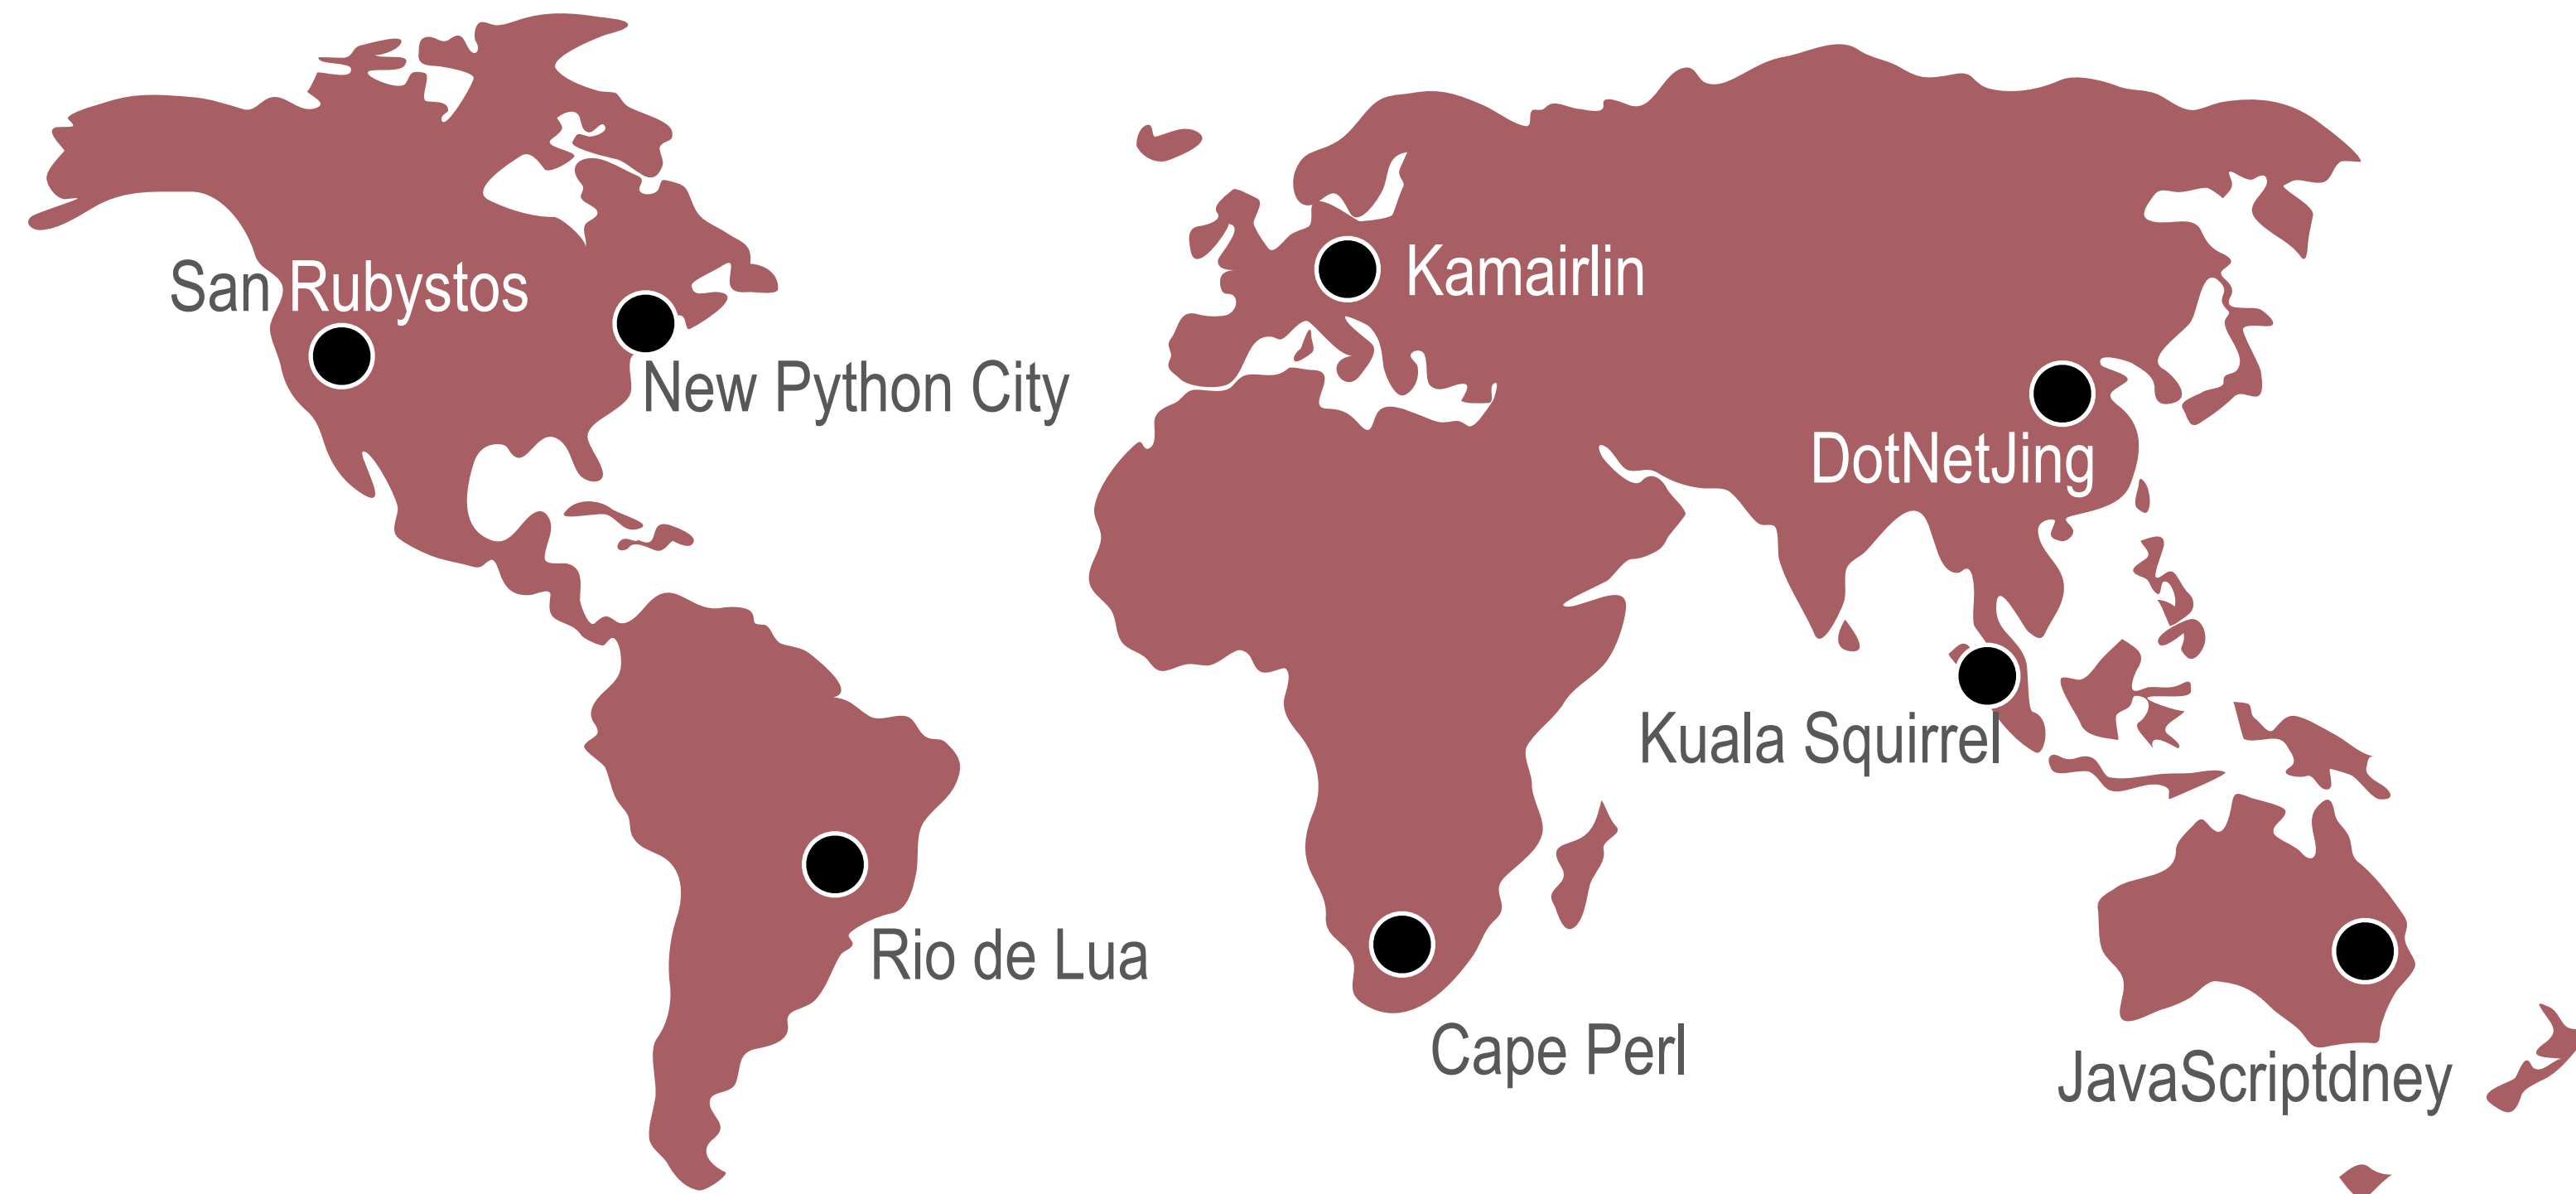 San Rubystos
Kamairlin
New Python City
DotNetJing
Kuala Squirrel
Rio de Lua
Cape Perl
JavaScriptdney